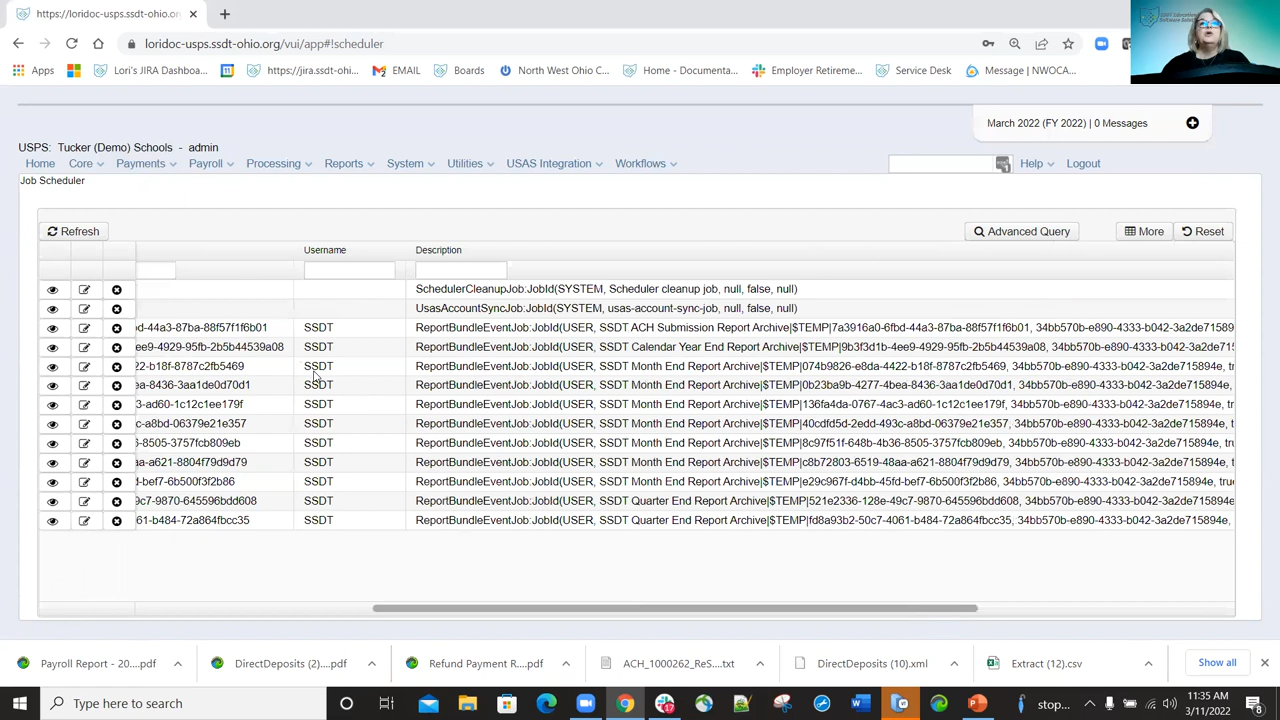 https://loridoc-usps.ssdt-ohio.org/
loridoc-usps.ssdt-ohio.org/vui/app#!scheduler
Apps
Lori's JIRA Dashboa...
https://jira.ssdt-ohi...
EMAIL
Boards
North West Ohio C...
Home - Documenta...
Employer Retireme...
Service Desk
Message | NWOCA...
March 2022 (FY 2022) | 0 Messages
USPS: Tucker (Demo) Schools - admin
Home Core Payments Payroll Processing Reports System Utilities USAS Integration Workflows Help Logout
Job Scheduler
Refresh Advanced Query More Reset
Username Description
SchedulerCleanupJob:JobId(SYSTEM, Scheduler cleanup job, null, false, null)
UsasAccountSyncJob:JobId(SYSTEM, usas-account-sync-job, null, false, null)
bd-44a3-87ba-88f57f1f6b01 SSDT ReportBundleEventJob:JobId(USER, SSDT ACH Submission Report Archive|$TEMP|7a3916a0-6fbd-44a3-87ba-88f57f1f6b01, 34bb570b-e890-4333-b042-3a2de71589
ee9-4929-95fb-2b5b44539a08 SSDT ReportBundleEventJob:JobId(USER, SSDT Calendar Year End Report Archive|$TEMP|9b3f3d1b-4ee9-4929-95fb-2b5b44539a08, 34bb570b-e890-4333-b042-3a2de71
22-b18f-8787c2fb5469 SSDT ReportBundleEventJob:JobId(USER, SSDT Month End Report Archive|$TEMP|074b9826-e8da-4422-b18f-8787c2fb5469, 34bb570b-e890-4333-b042-3a2de715894e, tr
ea-8436-3aa1de0d70d1 SSDT ReportBundleEventJob:JobId(USER, SSDT Month End Report Archive|$TEMP|0b23ba9b-4277-4bea-8436-3aa1de0d70d1, 34bb570b-e890-4333-b042-3a2de715894e,
3-ad60-1c12c1ee179f SSDT ReportBundleEventJob:JobId(USER, SSDT Month End Report Archive|$TEMP|136fa4da-0767-4ac3-ad60-1c12c1ee179f, 34bb570b-e890-4333-b042-3a2de715894e, tru
c-a8bd-06379e21e357 SSDT ReportBundleEventJob:JobId(USER, SSDT Month End Report Archive|$TEMP|40cdfd5d-2edd-493c-a8bd-06379e21e357, 34bb570b-e890-4333-b042-3a2de715894e, tr
6-8505-3757fcb809eb SSDT ReportBundleEventJob:JobId(USER, SSDT Month End Report Archive|$TEMP|8c97f51f-648b-4b36-8505-3757fcb809eb, 34bb570b-e890-4333-b042-3a2de715894e, tru
aa-a621-8804f79d9d79 SSDT ReportBundleEventJob:JobId(USER, SSDT Month End Report Archive|$TEMP|c8b72803-6519-48aa-a621-8804f79d9d79, 34bb570b-e890-4333-b042-3a2de715894e, t
d-bef7-6b500f3f2b86 SSDT ReportBundleEventJob:JobId(USER, SSDT Month End Report Archive|$TEMP|e29c967f-d4bb-45fd-bef7-6b500f3f2b86, 34bb570b-e890-4333-b042-3a2de715894e, true
9c7-9870-645596bdd608 SSDT ReportBundleEventJob:JobId(USER, SSDT Quarter End Report Archive|$TEMP|521e2336-128e-49c7-9870-645596bdd608, 34bb570b-e890-4333-b042-3a2de715894e,
61-b484-72a864fbcc35 SSDT ReportBundleEventJob:JobId(USER, SSDT Quarter End Report Archive|$TEMP|fd8a93b2-50c7-4061-b484-72a864fbcc35, 34bb570b-e890-4333-b042-3a2de715894e,
Payroll Report - 20....pdf
DirectDeposits (2)....pdf
Refund Payment R....pdf
ACH_1000262_ReS....txt
DirectDeposits (10).xml
Extract (12).csv
Show all
Type here to search
stop...
11:35 AM
3/11/2022